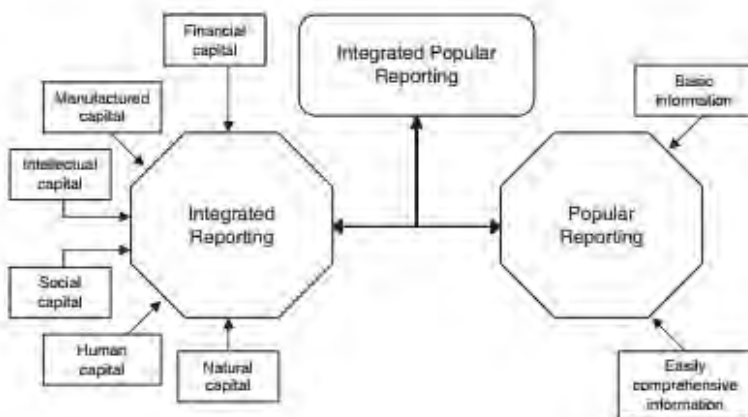 Financial
capital
Integrated Popular
Reporting
Basic
information
Manufactured
capital
Intellectual
capital
Integrated
Reporting
Popular
Reporting
Social
capital
Human
capital
Natural
capital
Easily
comprehensive
information